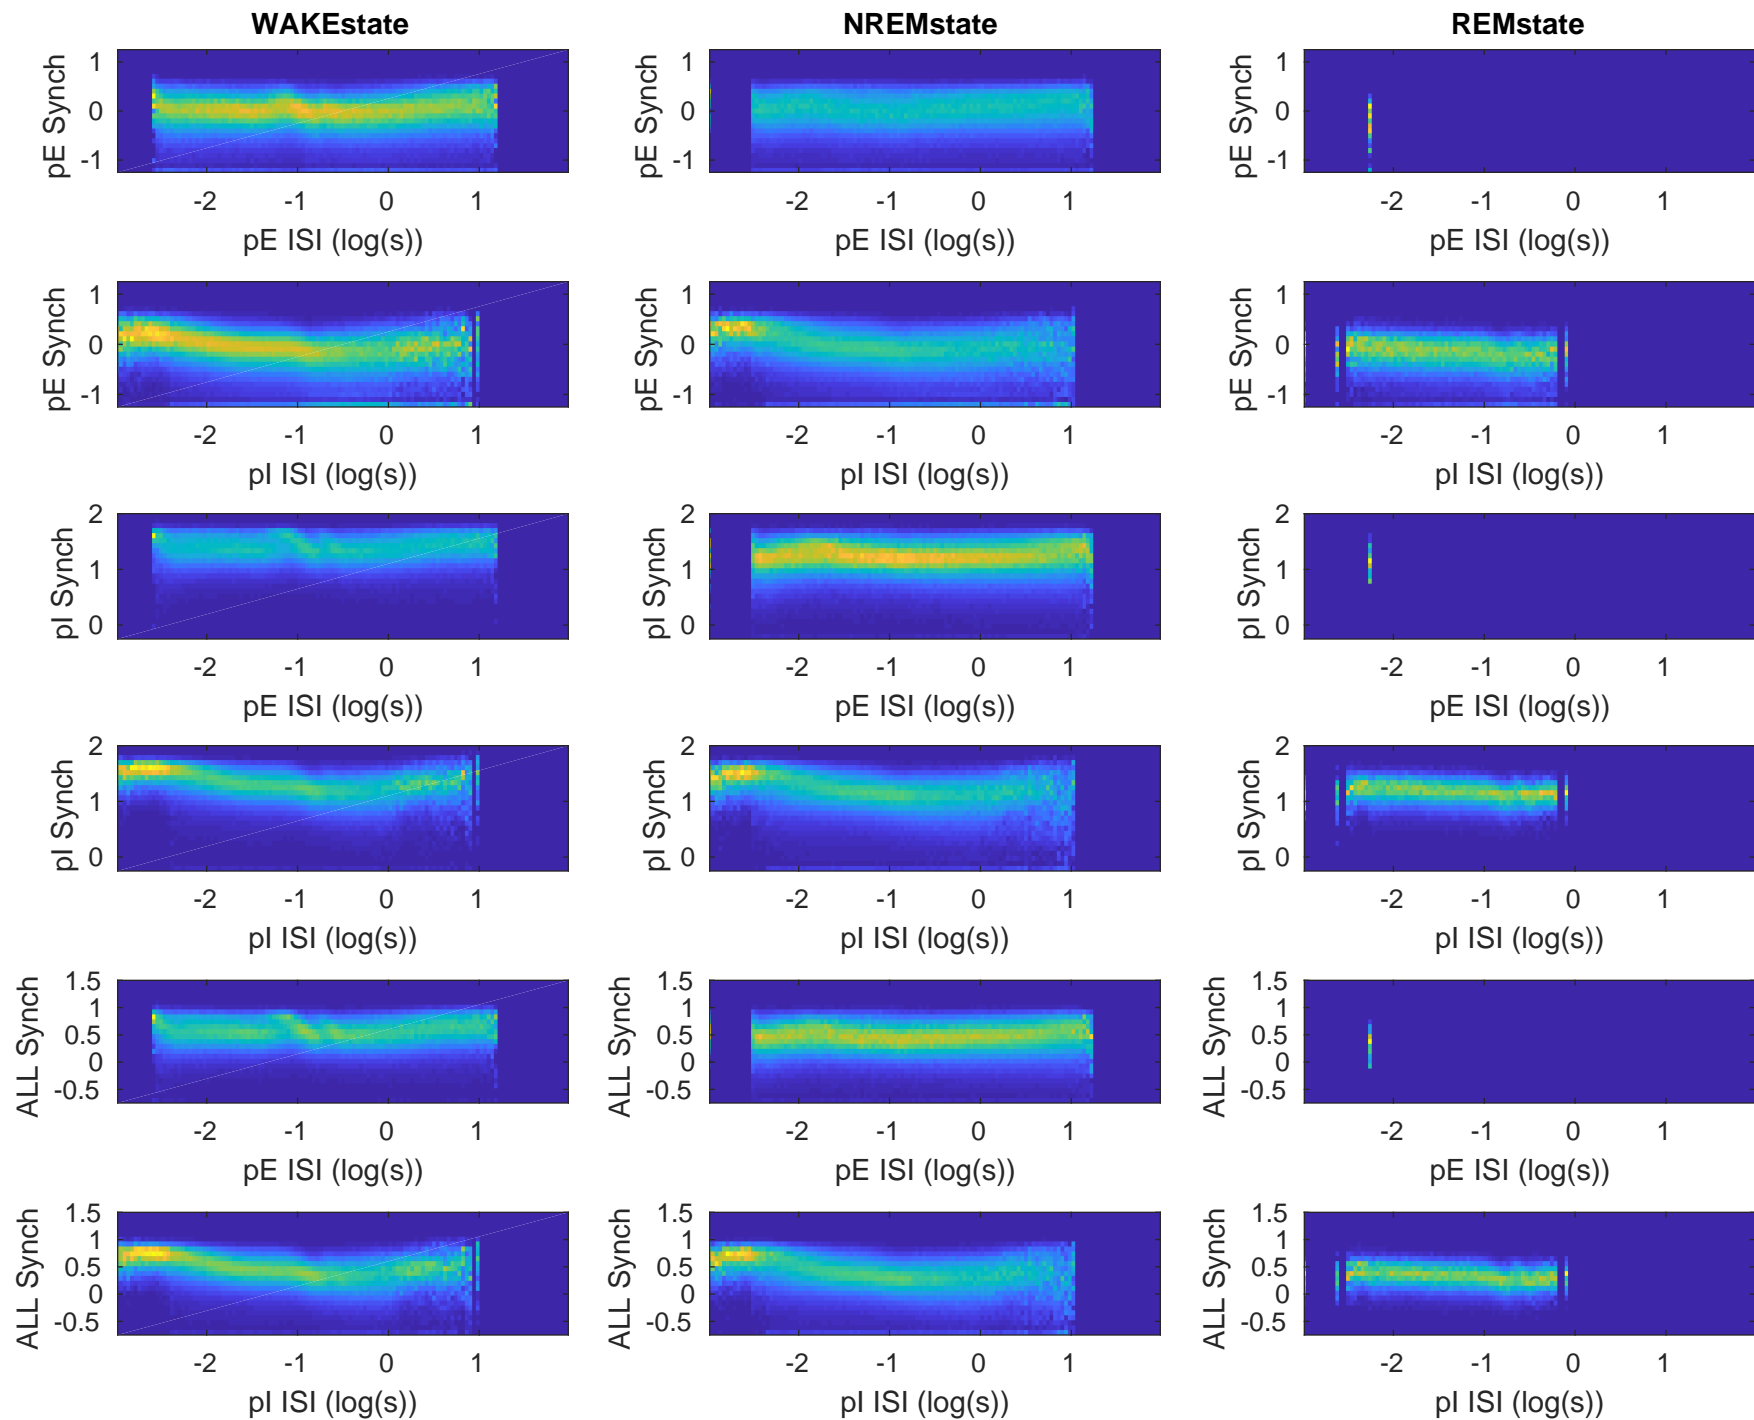 WAKEstate NREMstate REMstate
pE Synch 1 0 -1 pE Synch 1 0 -1 pE Synch 1 0 -1
-2 -1 0 1 -2 -1 0 1 -2 -1 0 1
pE ISI (log(s)) pE ISI (log(s)) pE ISI (log(s))
pE Synch 1 0 -1 pE Synch 1 0 -1 pE Synch 1 0 -1
-2 -1 0 1 -2 -1 0 1 -2 -1 0 1
pI ISI (log(s)) pI ISI (log(s)) pI ISI (log(s))
pI Synch 2 1 0 pI Synch 2 1 0 pI Synch 2 1 0
-2 -1 0 1 -2 -1 0 1 -2 -1 0 1
pE ISI (log(s)) pE ISI (log(s)) pE ISI (log(s))
pI Synch 2 1 0 pI Synch 2 1 0 pI Synch 2 1 0
-2 -1 0 1 -2 -1 0 1 -2 -1 0 1
pI ISI (log(s)) pI ISI (log(s)) pI ISI (log(s))
ALL Synch 1.5 1 0.5 0 -0.5 ALL Synch 1.5 1 0.5 0 -0.5 ALL Synch 1.5 1 0.5 0 -0.5
-2 -1 0 1 -2 -1 0 1 -2 -1 0 1
pE ISI (log(s)) pE ISI (log(s)) pE ISI (log(s))
ALL Synch 1.5 1 0.5 0 -0.5 ALL Synch 1.5 1 0.5 0 -0.5 ALL Synch 1.5 1 0.5 0 -0.5
-2 -1 0 1 -2 -1 0 1 -2 -1 0 1
pI ISI (log(s)) pI ISI (log(s)) pI ISI (log(s))